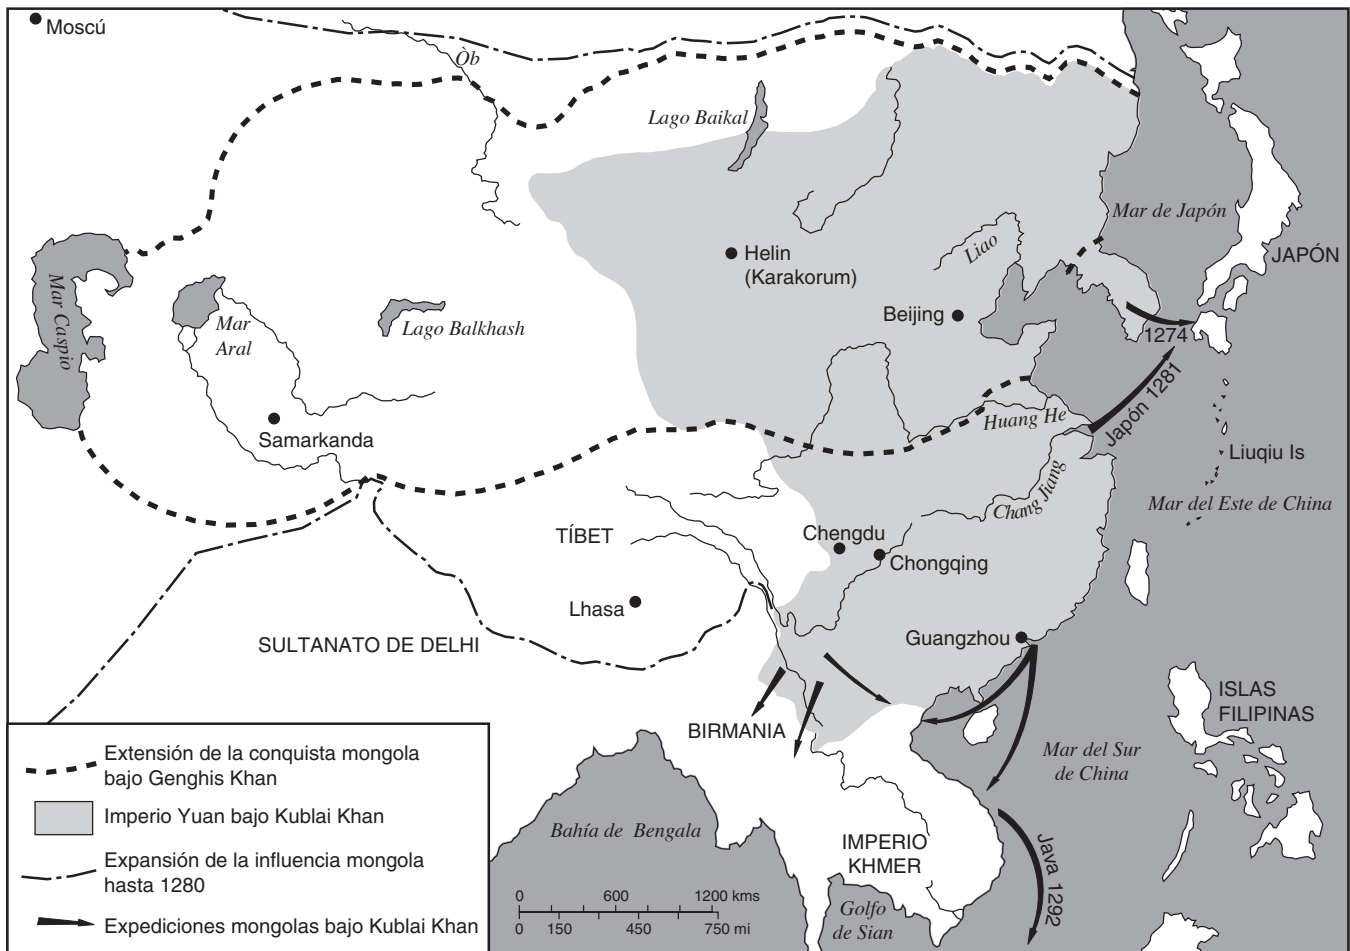 Moscú
Òb
Lago Baikal
Mar de Japón
JAPÓN
Helin
(Karakorum)
Liao
Beijing
1274
Japón 1281
Mar Caspio
Mar
Aral
Lago Balkhash
Samarkanda
Huang He
Liuqiu Is
Chang Jiang
Mar del Este de China
TÍBET
Chengdu
Chongqing
Lhasa
Guangzhou
SULTANATO DE DELHI
ISLAS
FILIPINAS
BIRMANIA
Mar del Sur
de China
Bahía de Bengala
IMPERIO
KHMER
Java 1292
Golfo
de Sian
0 600 1200 kms
0 150 450 750 mi
Extensión de la conquista mongola
bajo Genghis Khan
Imperio Yuan bajo Kublai Khan
Expansión de la influencia mongola
hasta 1280
Expediciones mongolas bajo Kublai Khan